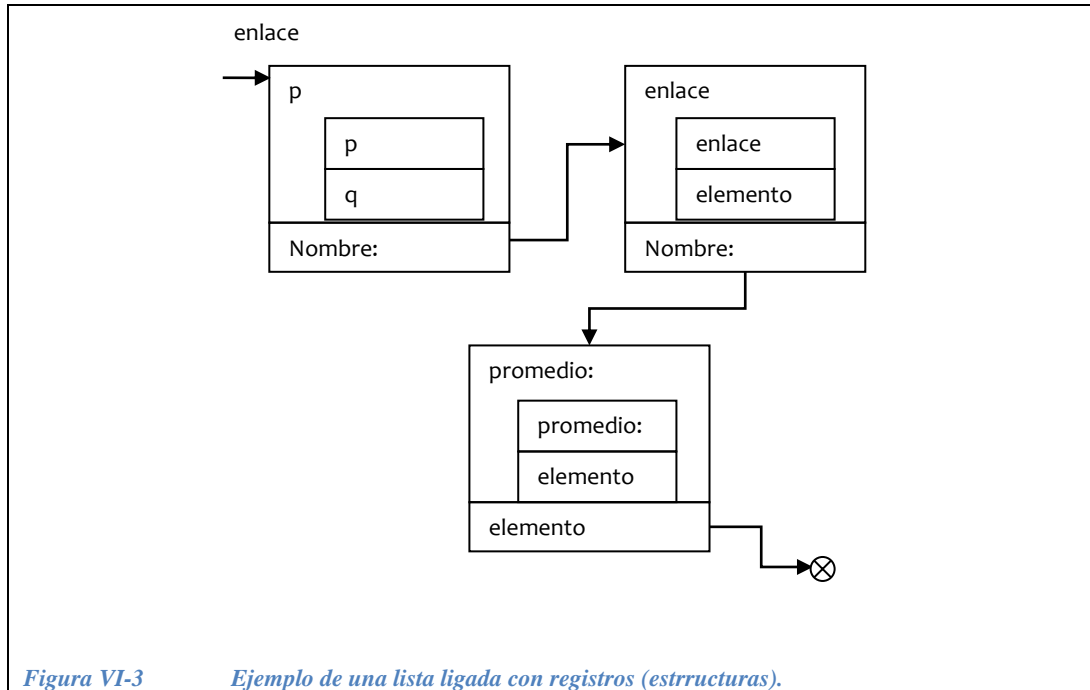 enlace
p
p
q
Nombre:
enlace
enlace
elemento
Nombre:
promedio:
promedio:
elemento
elemento
Figura VI-3 Ejemplo de una lista ligada con registros (estrructuras).